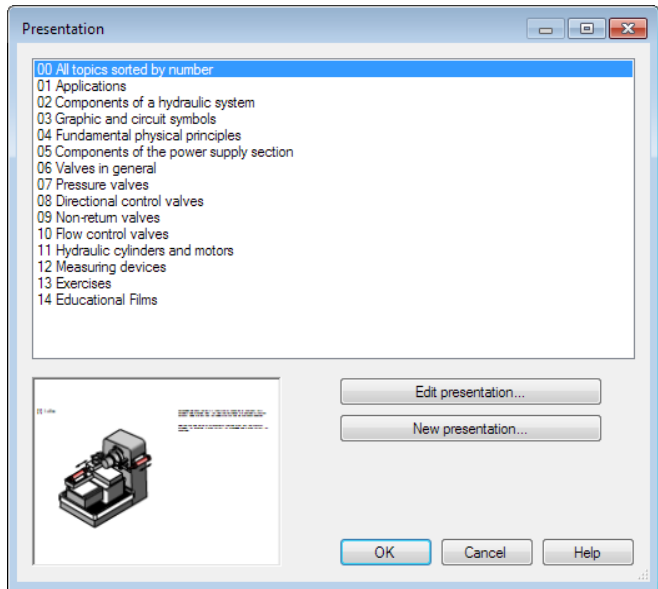 Presentation
00 All topics sorted by number
01 Applications
02 Components of a hydraulic system
03 Graphic and circuit symbols
04 Fundamental physical principles
05 Components of the power supply section
06 Valves in general
07 Pressure valves
08 Directional control valves
09 Non-return valves
10 Flow control valves
11 Hydraulic cylinders and motors
12 Measuring devices
13 Exercises
14 Educational Films
Edit presentation...
New presentation...
OK
Cancel
Help